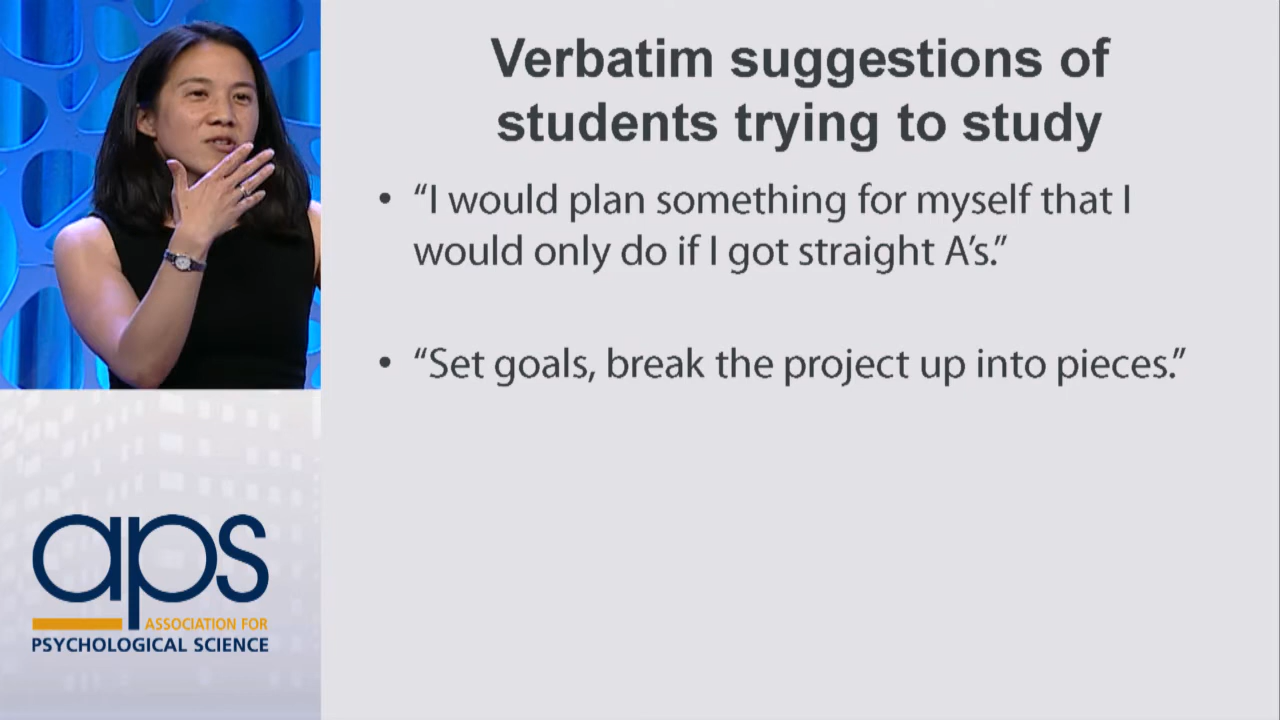 Verbatim suggestions of
students trying to study
• “I would plan something for myself that I
would only do if I got straight A’s.”
• “Set goals, break the project up into pieces.”
aps
ASSOCIATION FOR
PSYCHOLOGICAL SCIENCE